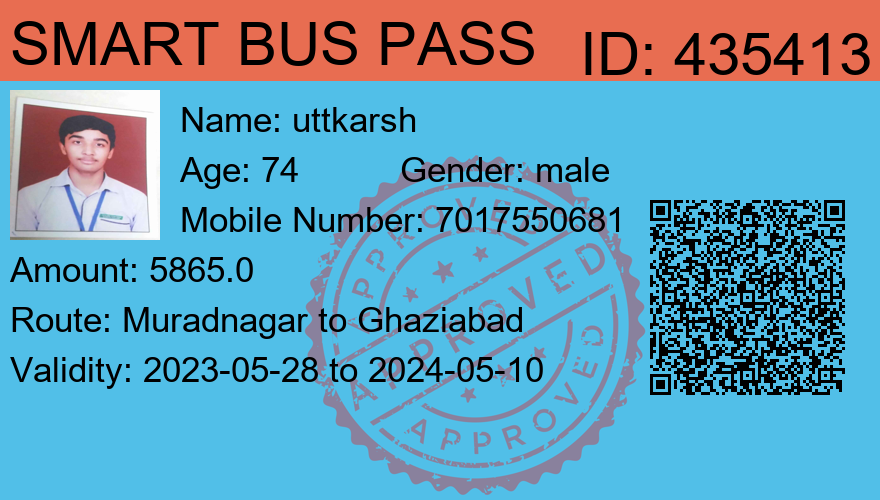 SMART BUS PASS
ID: 435413
Name: uttkarsh
Age: 74 Gender: male
Mobile Number: 7017550681
Amount: 5865.0
Route: Muradnagar to Ghaziabad
Validity: 2023-05-28 to 2024-05-10
APPROVED
APPROVED
APPROVED